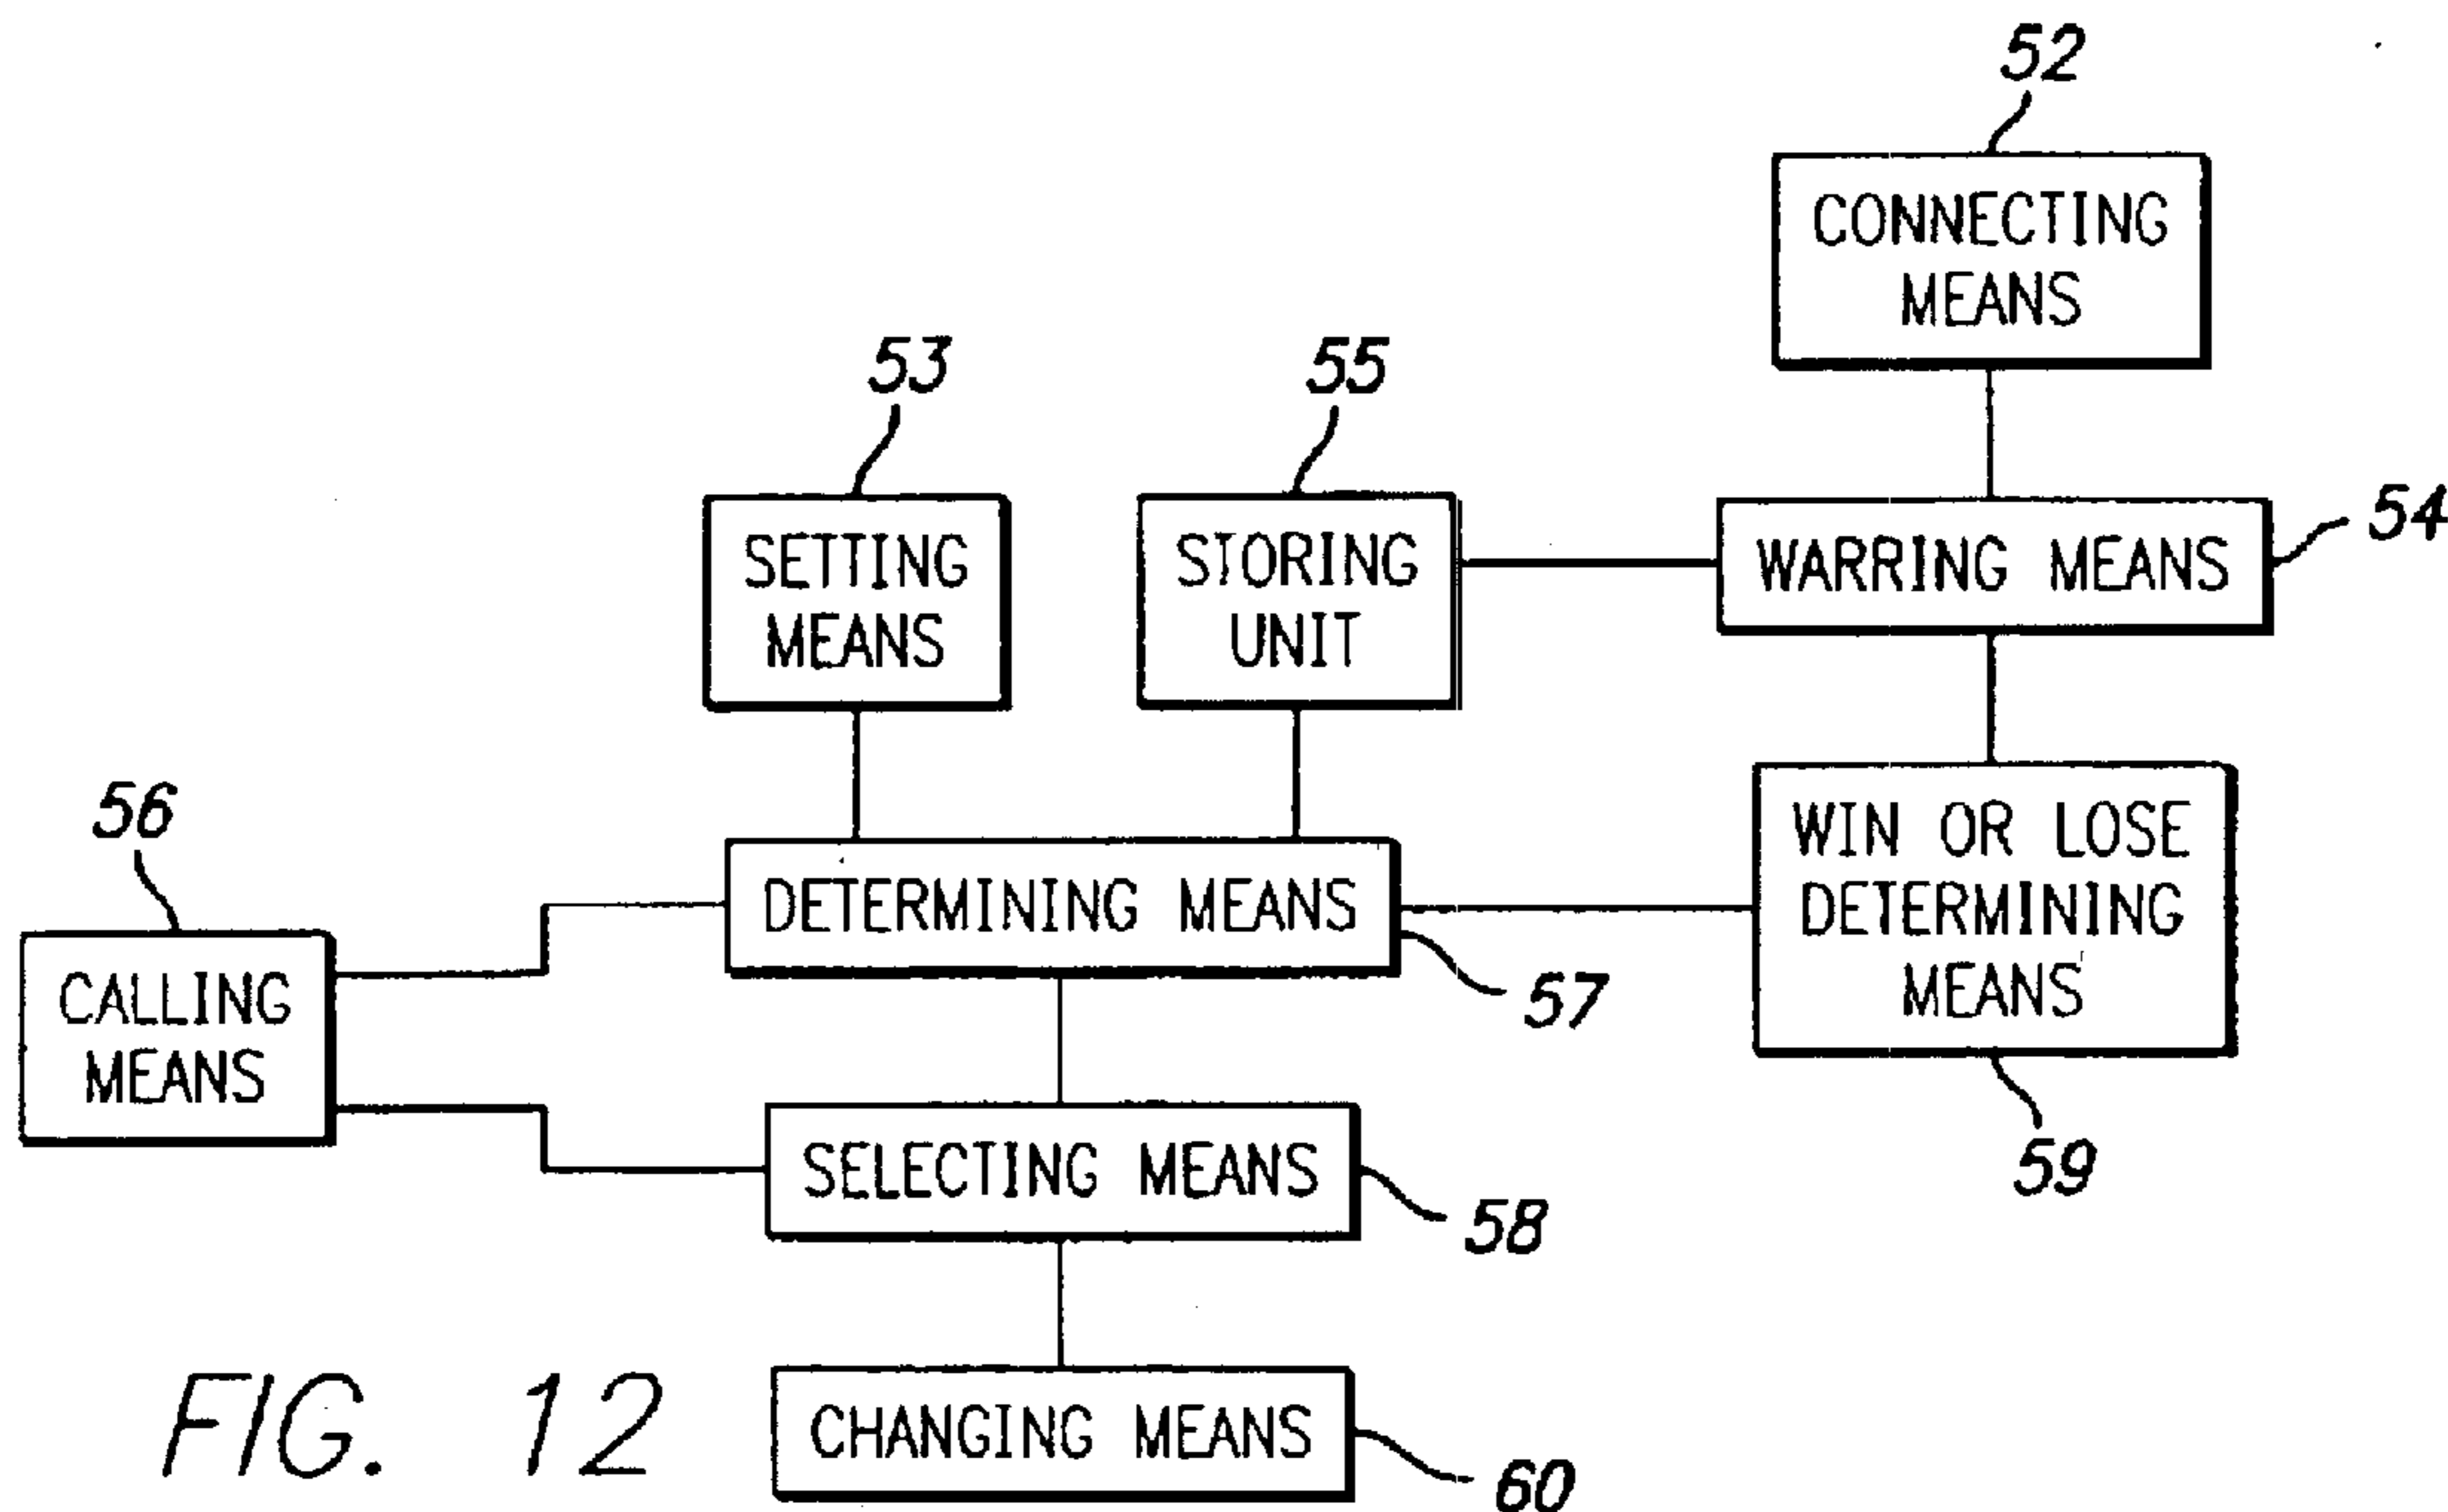 52
CONNECTING
MEANS
53
55
54
SETTING
MEANS
STORING
UNIT
WARRING MEANS
56
DETERMINING MEANS
57
WIN OR LOSE
DETERMINING
MEANS
59
CALLING
MEANS
SELECTING MEANS
58
CHANGING MEANS
60
FIG. 12